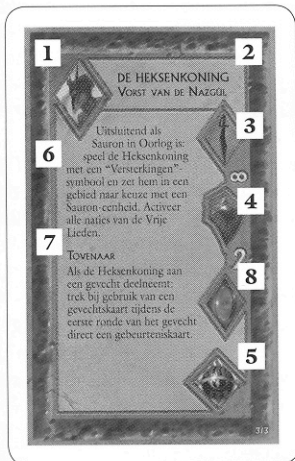 1
2
DE HEKSENKONING
VORST VAN DE NAZGÛL
3
6
Uitsluitend als
Sauron in Oorlog is:
speel de Heksenkoning
met een “Versterkingen”-
symbool en zet hem in een
gebied naar keuze met een
Sauron-eenheid. Activeer
alle naties van de Vrije
Lieden.
∞
4
7
TOVENAAR
Als de Heksenkoning aan
een gevecht deelneemt:
trek bij gebruik van een
gevechtskaart tijdens de
eerste ronde van het gevecht
direct een gebeurteniskaart.
2
8
5
313